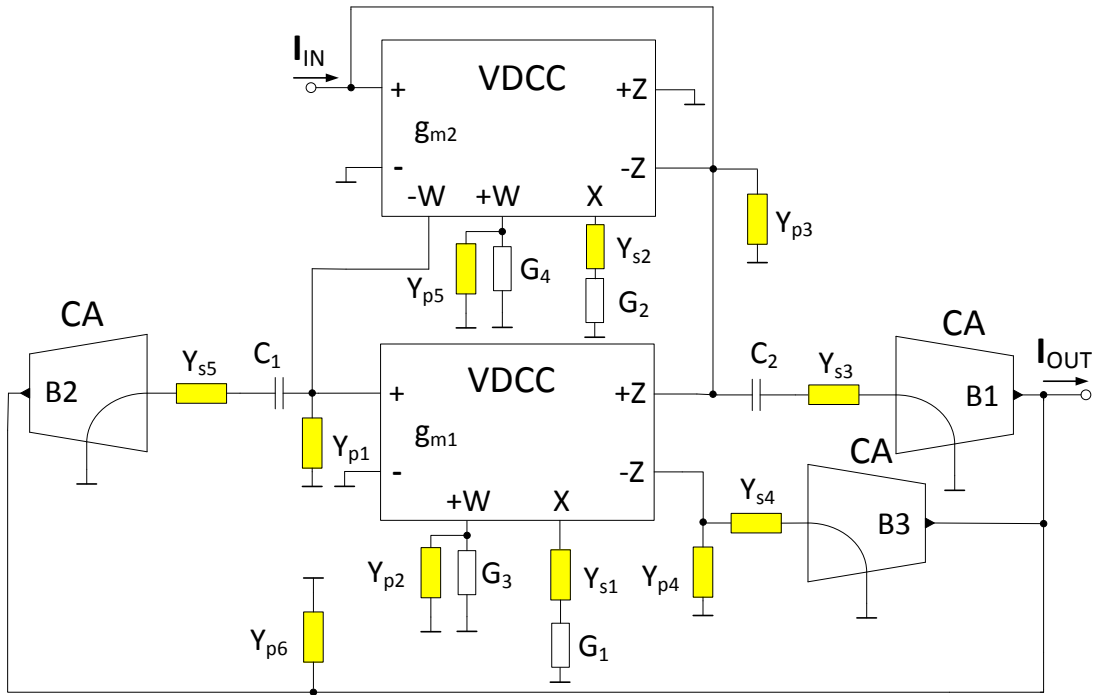 I_IN
VDCC
+
+Z
g_m2
-
-Z
-W
+W
X
Y_p3
Y_s2
Y_p5
G_4
G_2
CA
CA
Y_s5
C_1
VDCC
C_2
Y_s3
I_OUT
B2
+
+Z
B1
g_m1
Y_p1
CA
-
-Z
Y_s4
+W
X
B3
Y_p2
G_3
Y_s1
Y_p4
Y_p6
G_1